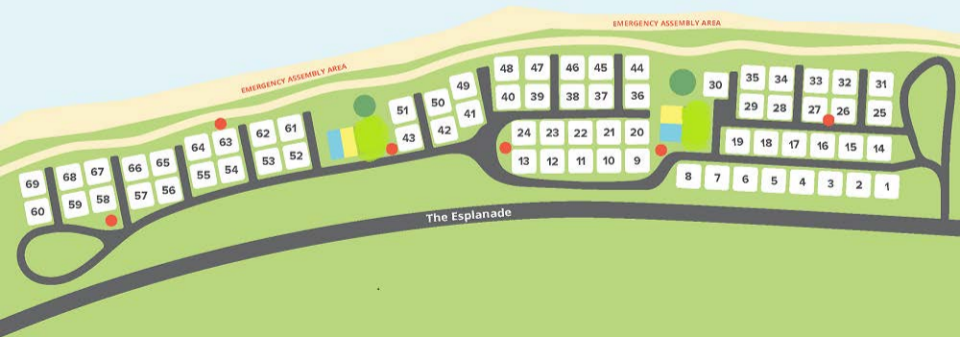 EMERGENCY ASSEMBLY AREA
EMERGENCY ASSEMBLY AREA
48 47 46 45 44
35 34 33 32 31
30
49
50
51
40 39 38 37 36
29 28 27 26 25
41
42
43
62 61
64 63
24 23 22 21 20
19 18 17 16 15 14
66 65
53 52
55 54
13 12 11 10 9
69 68 67
8 7 6 5 4 3 2 1
57 56
60 59 58
The Esplanade